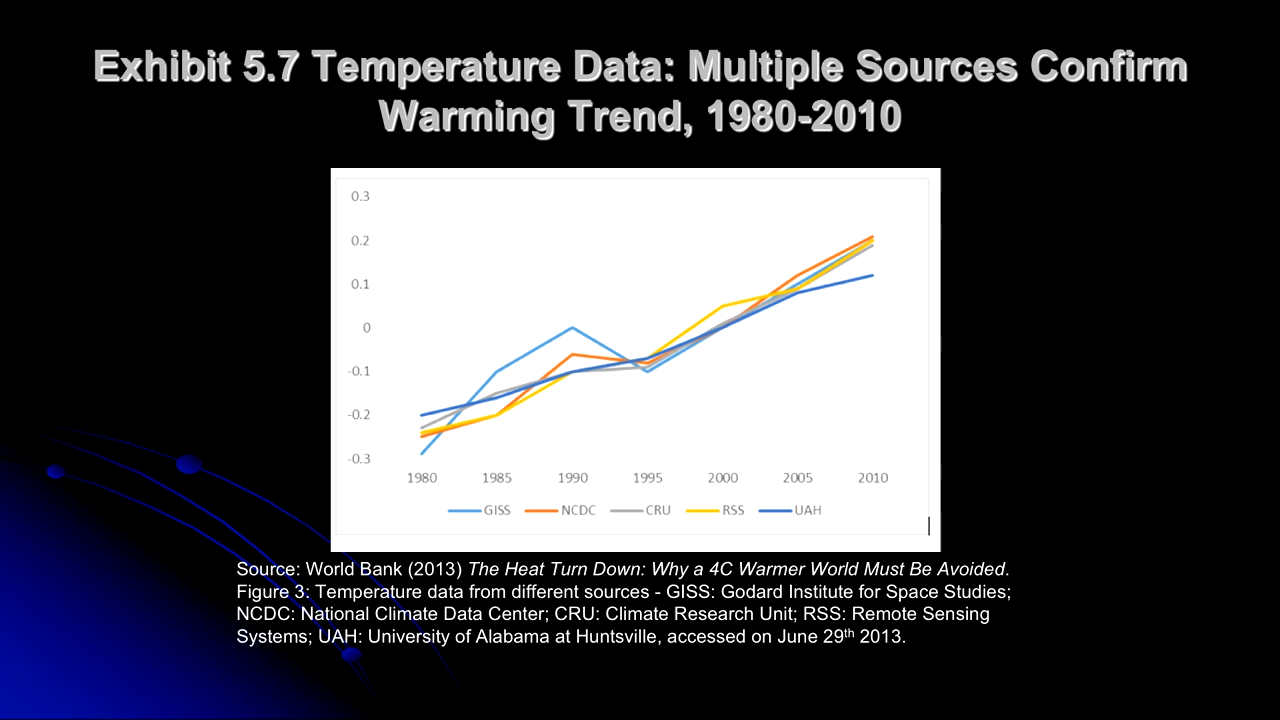 Exhibit 5.7 Temperature Data: Multiple Sources Confirm
Warming Trend, 1980-2010
0.3
0.2
0.1
0
-0.1
-0.2
-0.3
1980 1985 1990 1995 2000 2005 2010
GISS NCDC CRU RSS UAH
Source: World Bank (2013) The Heat Turn Down: Why a 4C Warmer World Must Be Avoided.
Figure 3: Temperature data from different sources - GISS: Godard Institute for Space Studies;
NCDC: National Climate Data Center; CRU: Climate Research Unit; RSS: Remote Sensing
Systems; UAH: University of Alabama at Huntsville, accessed on June 29th 2013.